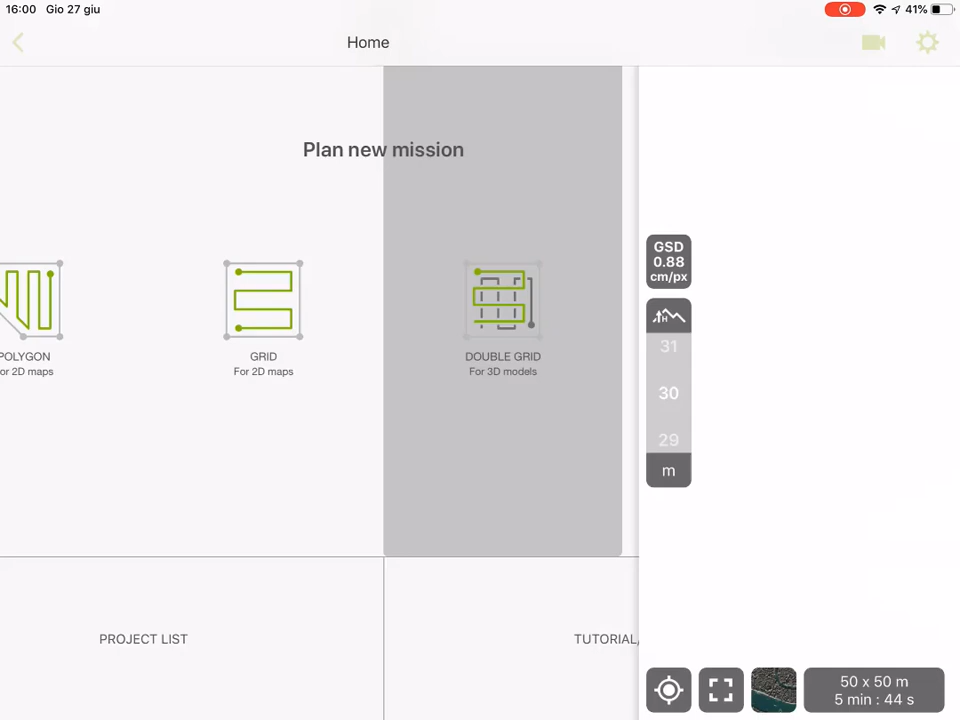 16:00 Gio 27 giu
41%
Home
Plan new mission
POLYGON
or 2D maps
GRID
For 2D maps
DOUBLE GRID
For 3D models
PROJECT LIST
TUTORIAL/
GSD
0.88
cm/px
H
31
30
29
m
50 x 50 m
5 min : 44 s